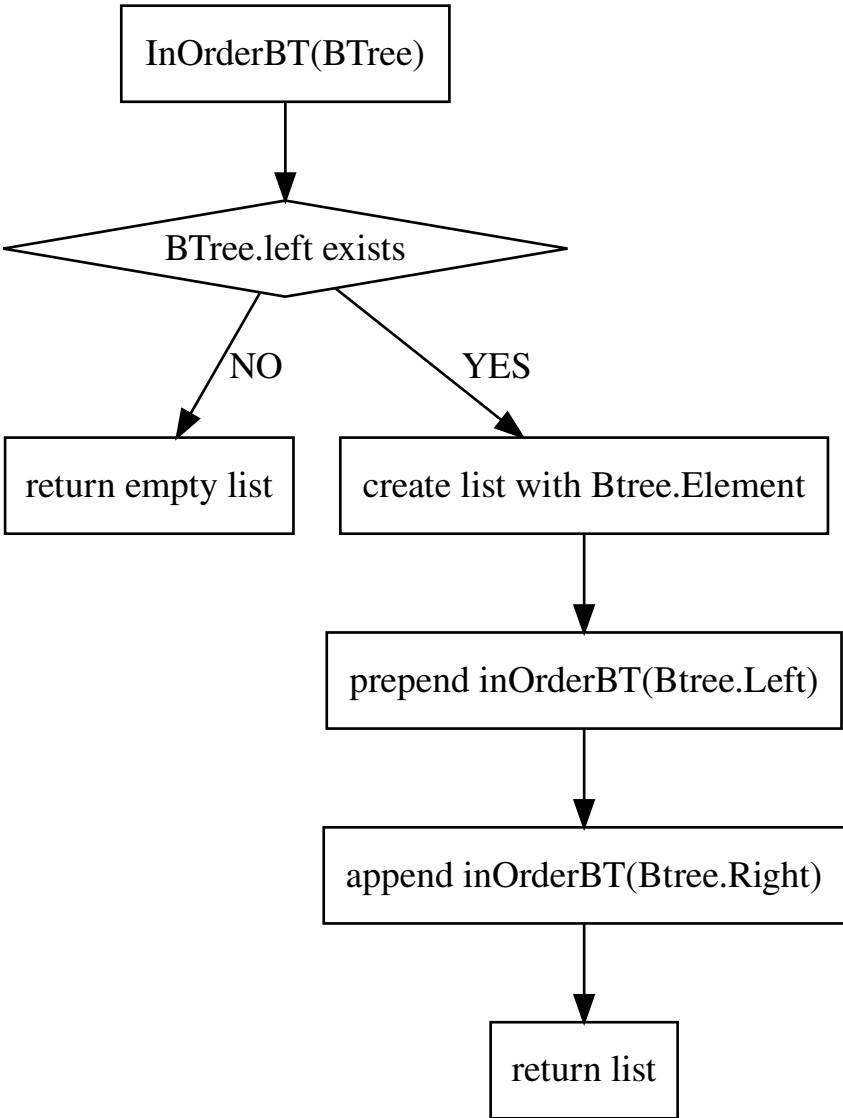 InOrderBT(BTree)
BTree.left exists
NO
YES
return empty list
create list with Btree.Element
prepend inOrderBT(Btree.Left)
append inOrderBT(Btree.Right)
return list